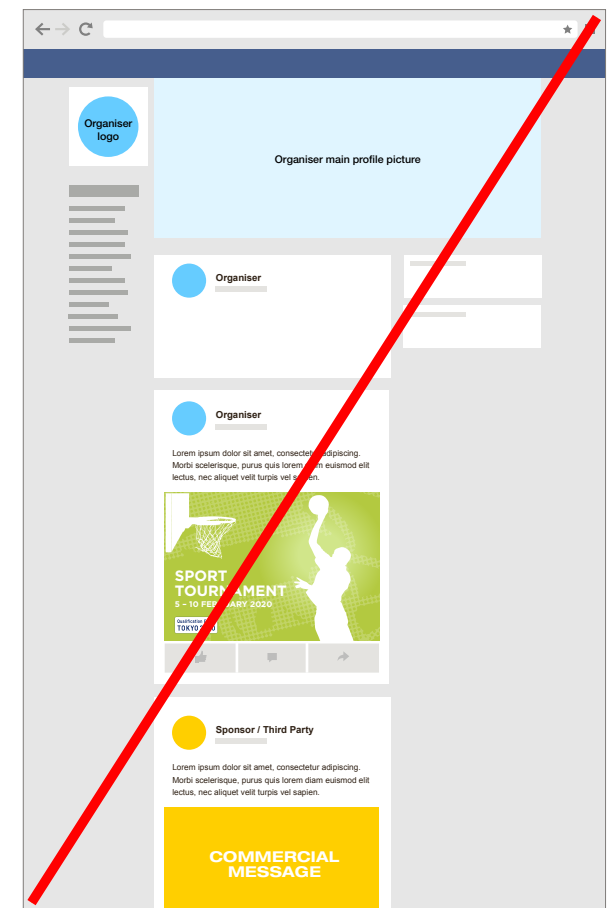 Organiser
logo
Organiser main profile picture
Organiser
Organiser
Lorem ipsum dolor sit amet, consectetur adipiscing.
Morbi scelerisque, purus quis lorem diam euismod elit
lectus, nec aliquet velit turpis vel sapien.
SPORT
TOURNAMENT
5 – 10 FEBRUARY 2020
Qualification
TOKYO 2020
Sponsor / Third Party
Lorem ipsum dolor sit amet, consectetur adipiscing.
Morbi scelerisque, purus quis lorem diam euismod elit
lectus, nec aliquet velit turpis vel sapien.
COMMERCIAL
MESSAGE